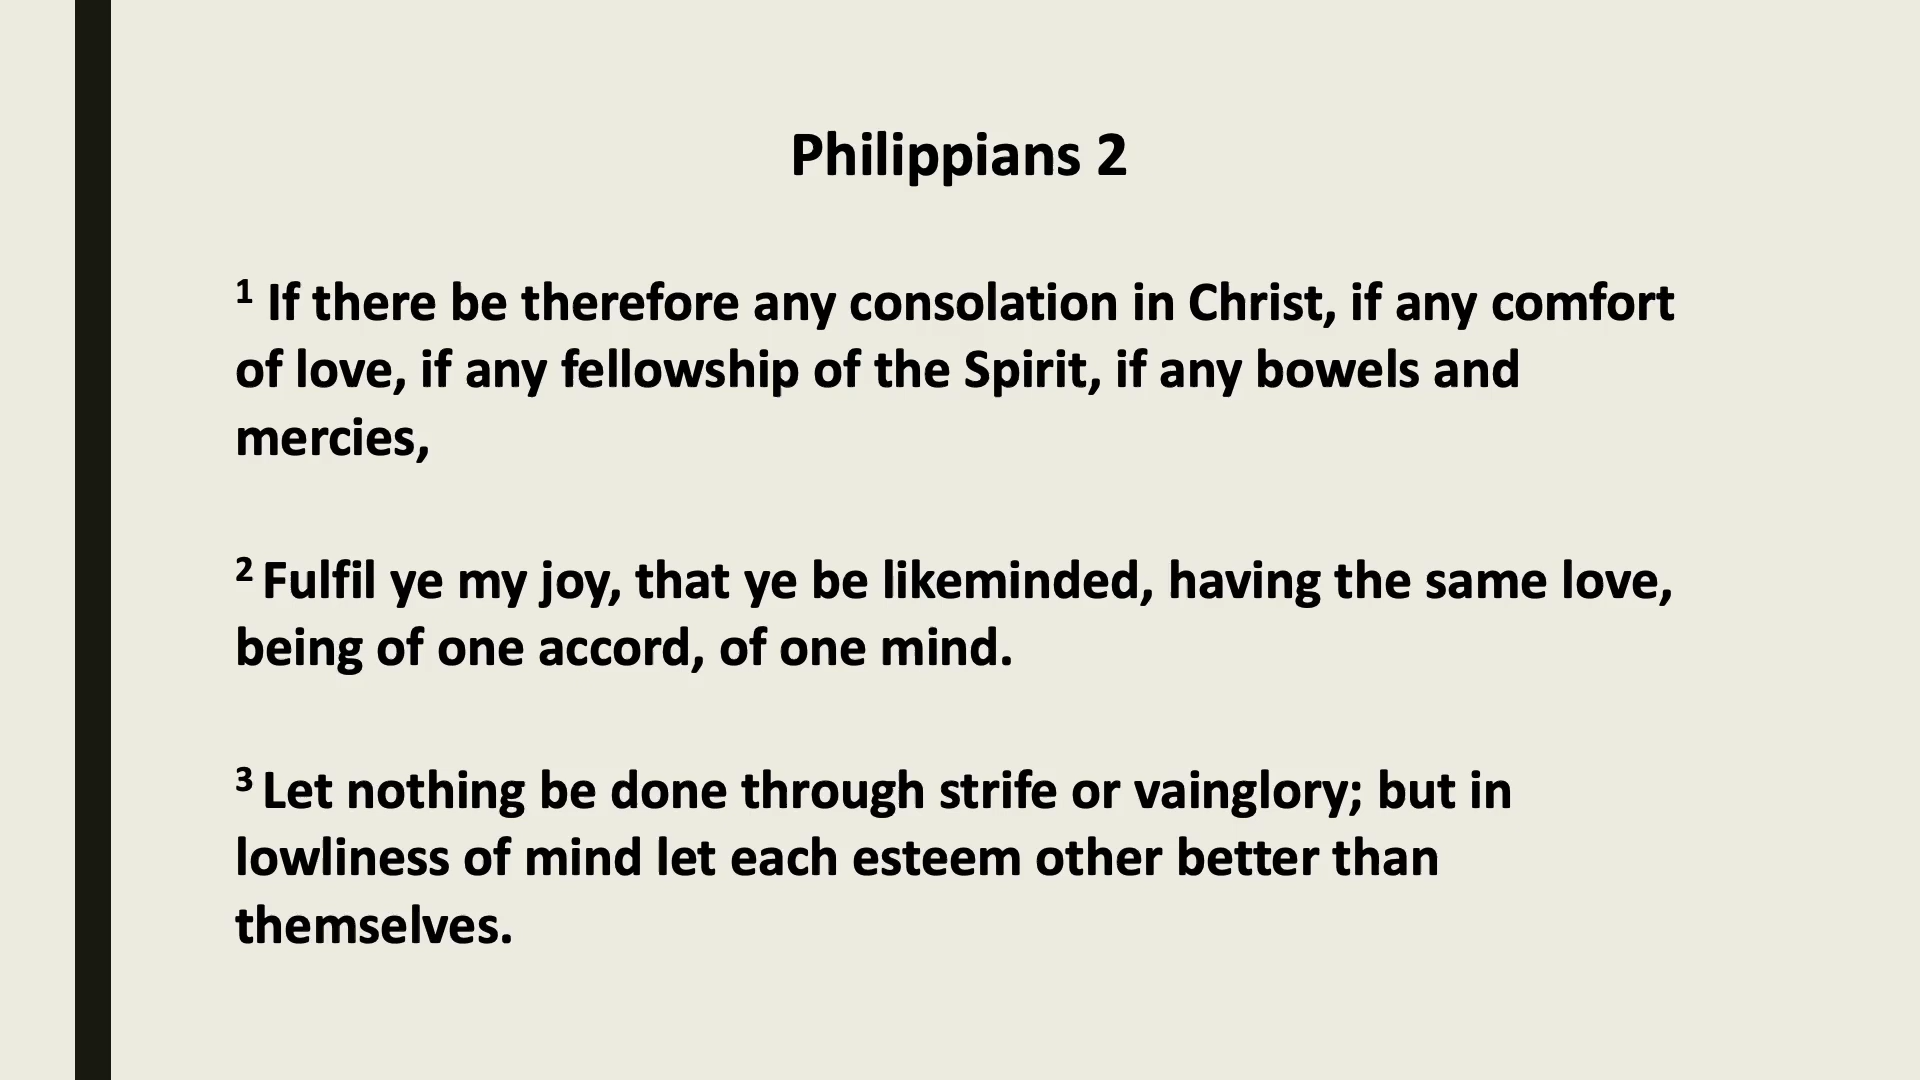 Philippians 2
1 If there be therefore any consolation in Christ, if any comfort
of love, if any fellowship of the Spirit, if any bowels and
mercies,
2 Fulfil ye my joy, that ye be likeminded, having the same love,
being of one accord, of one mind.
3 Let nothing be done through strife or vainglory; but in
lowliness of mind let each esteem other better than
themselves.